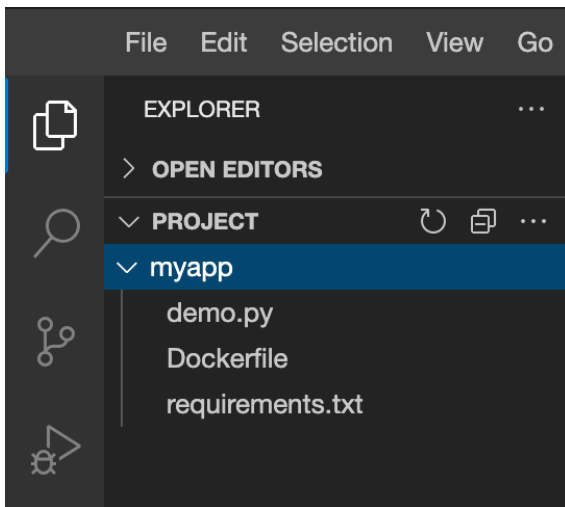 File Edit Selection View Go
EXPLORER
OPEN EDITORS
PROJECT
myapp
demo.py
Dockerfile
requirements.txt